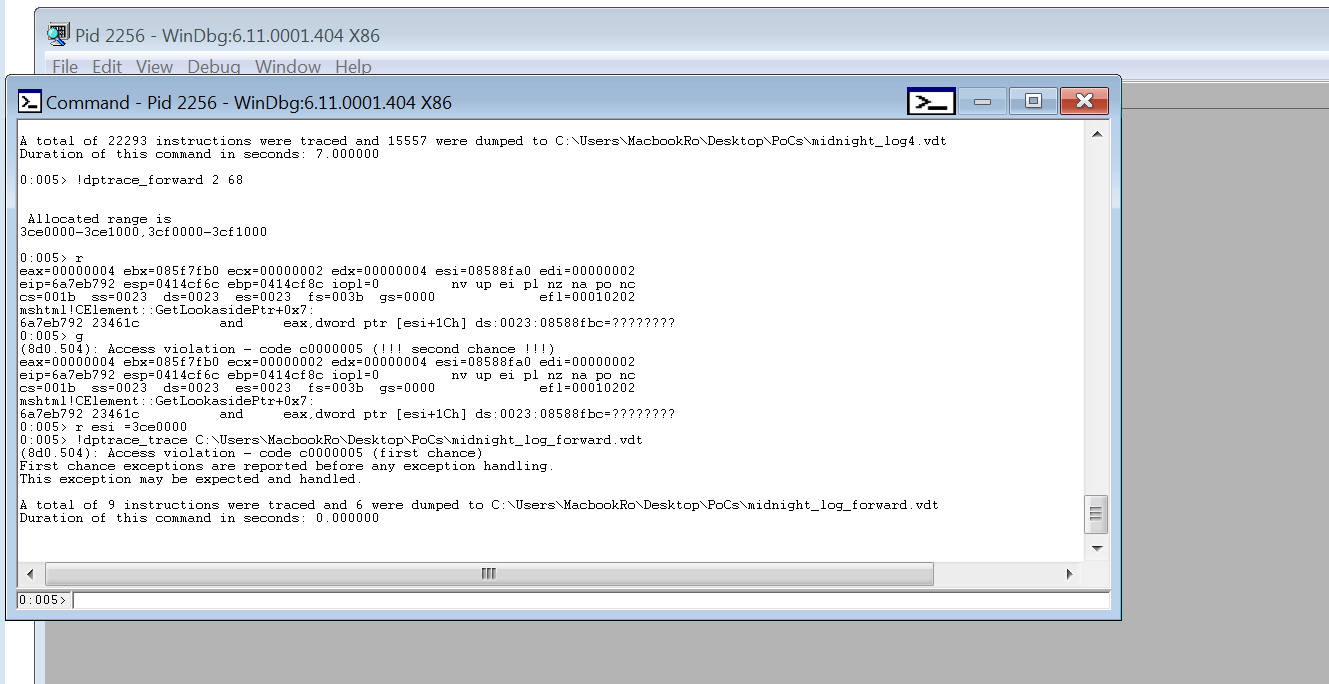 Pid 2256 - WinDbg:6.11.0001.404 X86
File Edit View Debug Window Help
Command - Pid 2256 - WinDbg:6.11.0001.404 X86
A total of 22293 instructions were traced and 15557 were dumped to C:\Users\MacbookRo\Desktop\PoCs\midnight_log4.vdt
Duration of this command in seconds: 7.000000
0:005> !dptrace_forward 2 68
Allocated range is
3ce0000-3ce1000,3cf0000-3cf1000
0:005> r
eax=00000004 ebx=085f7fb0 ecx=00000002 edx=00000004 esi=08588fa0 edi=00000002
eip=6a7eb792 esp=0414cf6c ebp=0414cf8c iopl=0 nv up ei pl nz na po nc
cs=001b ss=0023 ds=0023 es=0023 fs=003b gs=0000 efl=00010202
mshtml!CElement::GetLookasidePtr+0x7:
6a7eb792 23461c and eax,dword ptr [esi+1Ch] ds:0023:08588fbc=????????
0:005> g
(8d0.504): Access violation - code c0000005 (!!! second chance !!!)
eax=00000004 ebx=085f7fb0 ecx=00000002 edx=00000004 esi=08588fa0 edi=00000002
eip=6a7eb792 esp=0414cf6c ebp=0414cf8c iopl=0 nv up ei pl nz na po nc
cs=001b ss=0023 ds=0023 es=0023 fs=003b gs=0000 efl=00010202
mshtml!CElement::GetLookasidePtr+0x7:
6a7eb792 23461c and eax,dword ptr [esi+1Ch] ds:0023:08588fbc=????????
0:005> r esi =3ce0000
0:005> !dptrace_trace C:\Users\MacbookRo\Desktop\PoCs\midnight_log_forward.vdt
(8d0.504): Access violation - code c0000005 (first chance)
First chance exceptions are reported before any exception handling.
This exception may be expected and handled.
A total of 9 instructions were traced and 6 were dumped to C:\Users\MacbookRo\Desktop\PoCs\midnight_log_forward.vdt
Duration of this command in seconds: 0.000000
0:005>